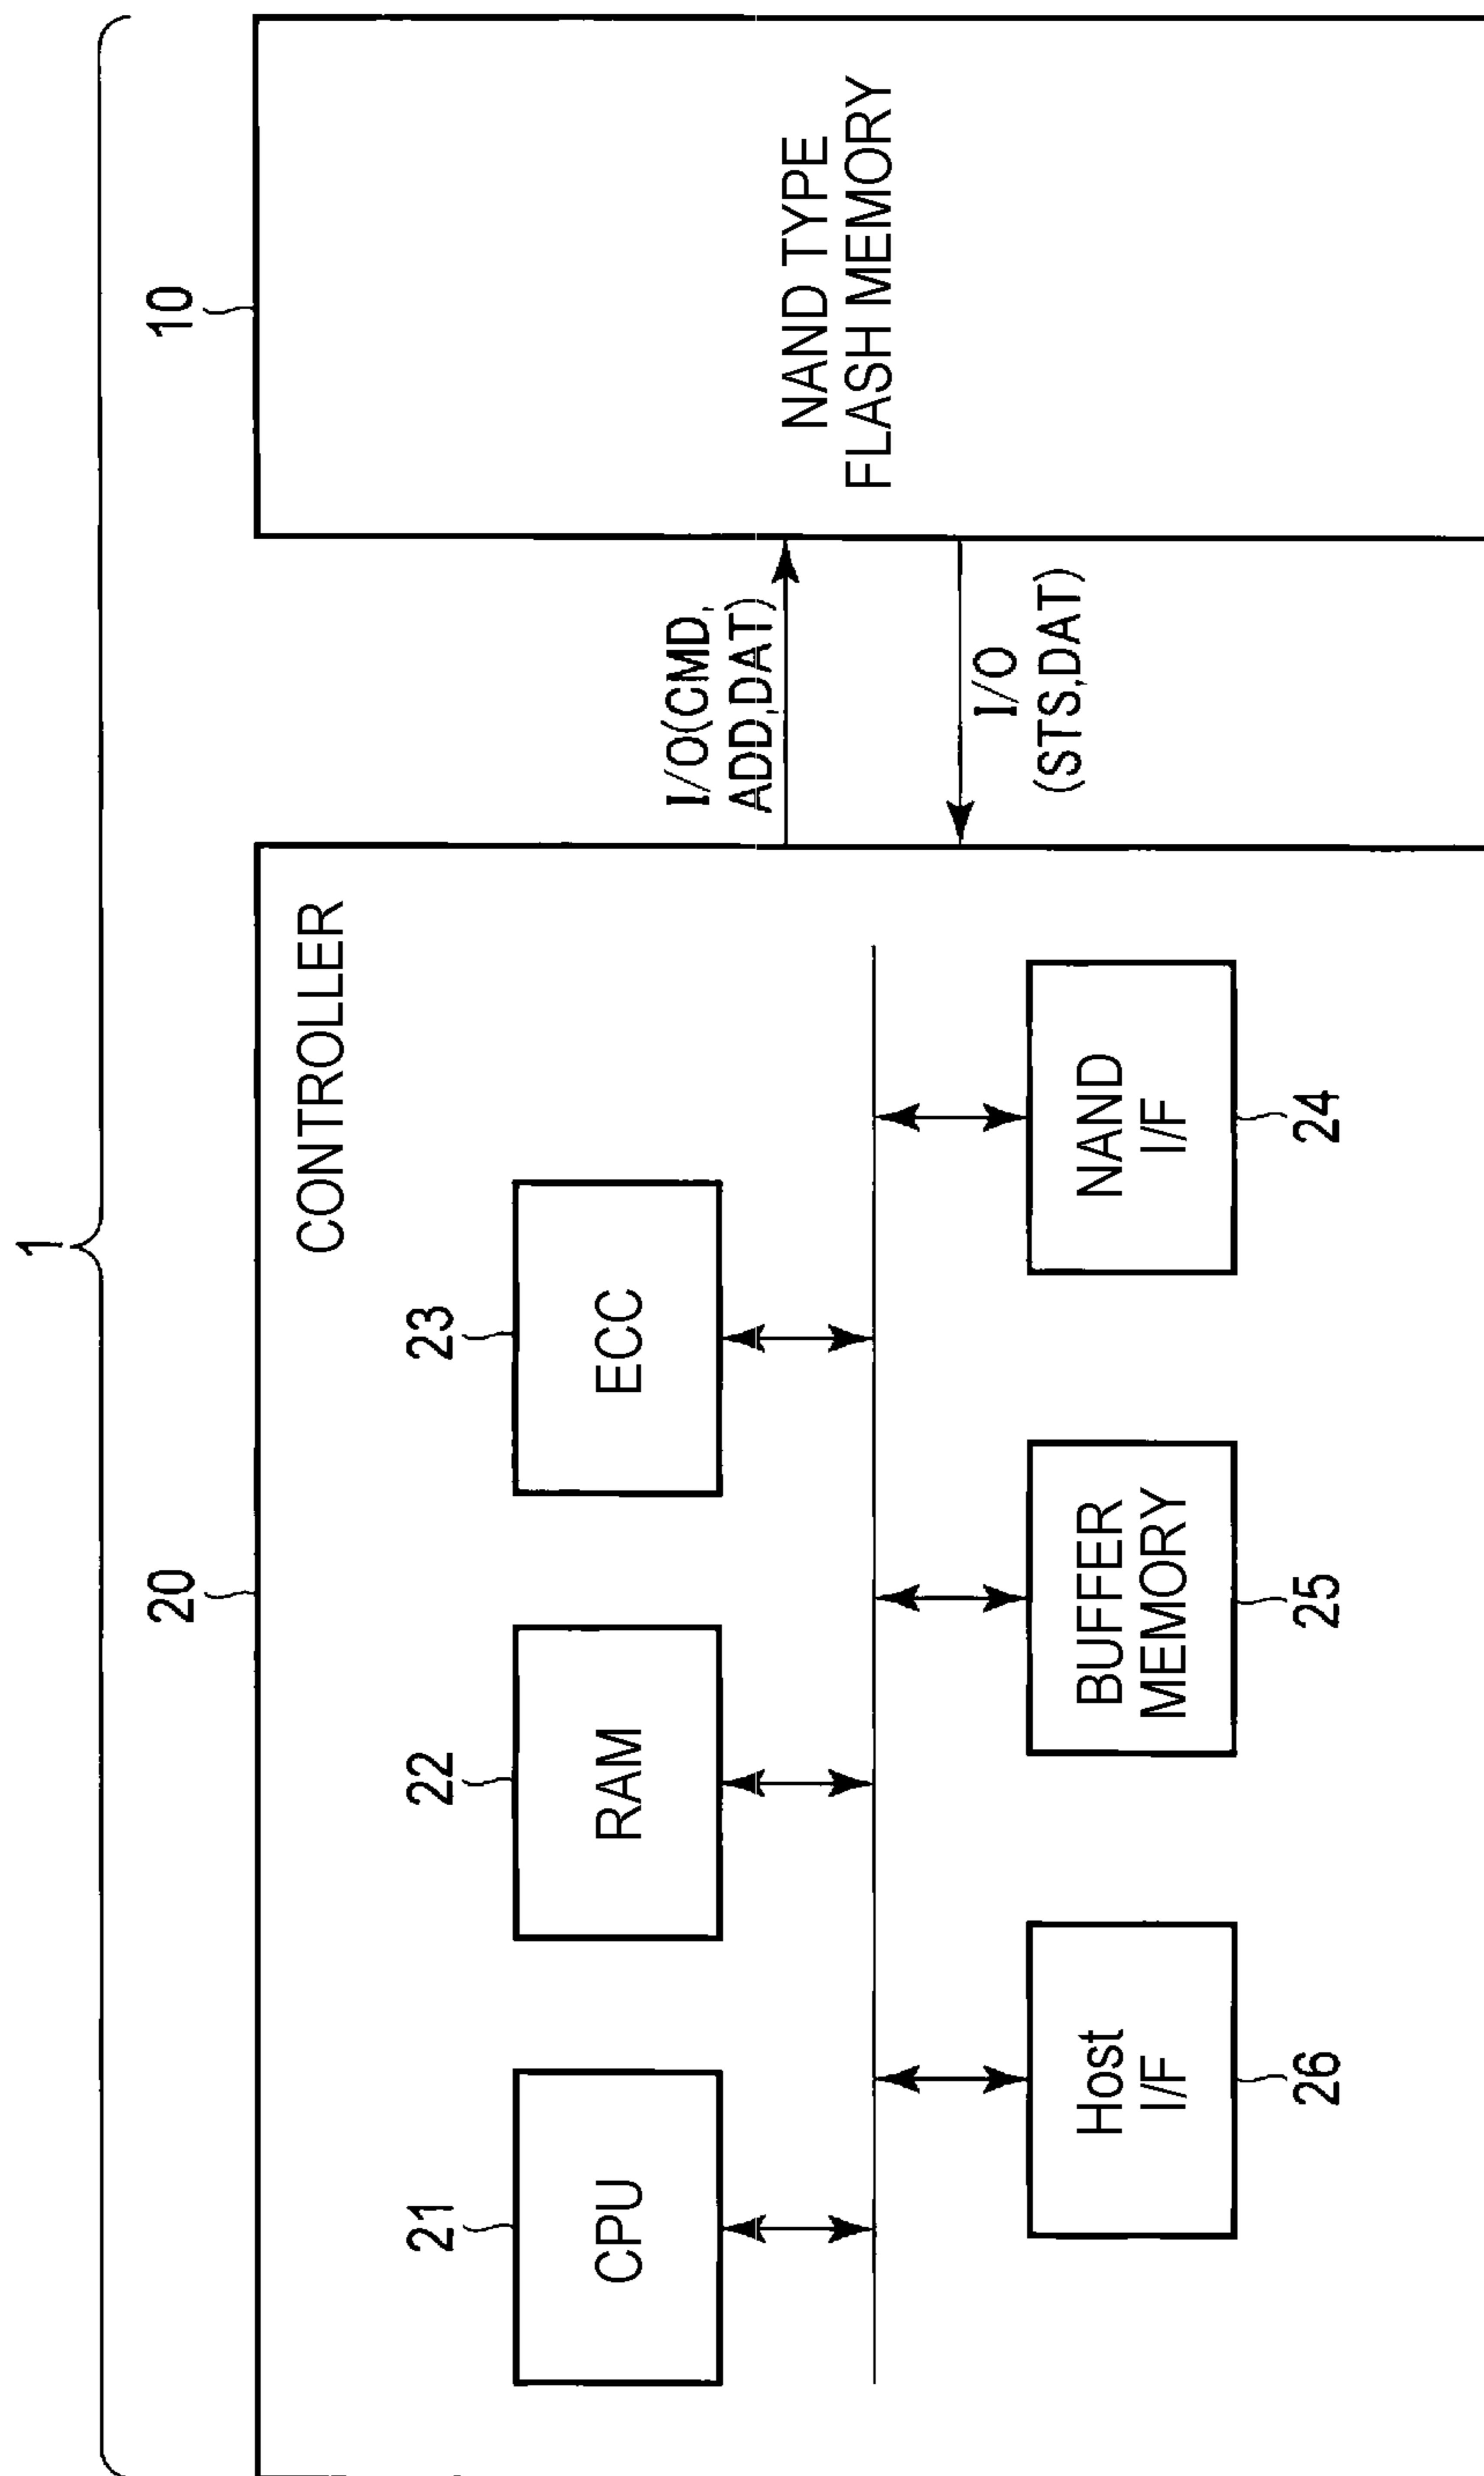 1
20
10
CONTROLLER
21
22
23
CPU
RAM
ECC
I/O(CMD,
ADD,DAT)
NAND TYPE
FLASH MEMORY
I/O
(STS,DAT)
Host
I/F
BUFFER
MEMORY
NAND
I/F
26
25
24